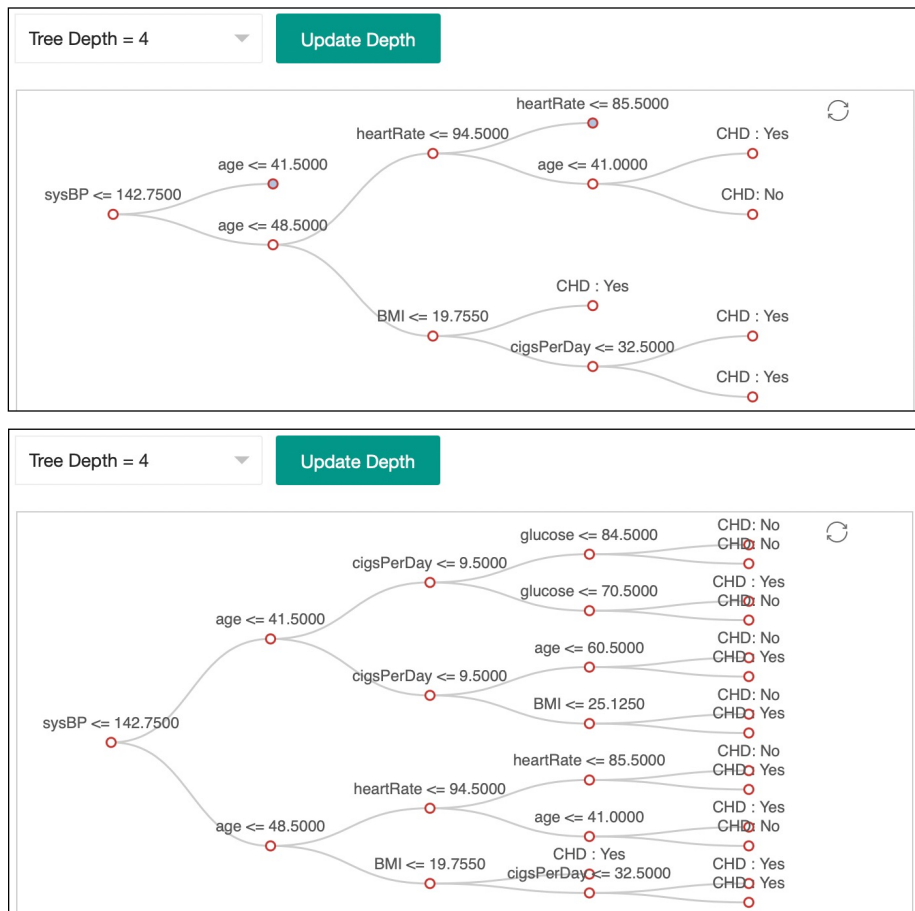 Tree Depth = 4
Update Depth
heartRate <= 85.5000
heartRate <= 94.5000
CHD : Yes
age <= 41.5000
age <= 41.0000
sysBP <= 142.7500
CHD: No
age <= 48.5000
CHD : Yes
BMI <= 19.7550
CHD : Yes
cigsPerDay <= 32.5000
CHD : Yes
Tree Depth = 4
Update Depth
CHD: No
glucose <= 84.5000
CHD: No
cigsPerDay <= 9.5000
CHD : Yes
glucose <= 70.5000
CHD: No
age <= 41.5000
CHD: No
age <= 60.5000
CHD : Yes
cigsPerDay <= 9.5000
CHD: No
BMI <= 25.1250
CHD : Yes
sysBP <= 142.7500
CHD: No
heartRate <= 85.5000
CHD : Yes
heartRate <= 94.5000
CHD : Yes
age <= 41.0000
CHD: No
age <= 48.5000
CHD : Yes
BMI <= 19.7550
CHD : Yes
cigsPerDay <= 32.5000
CHD : Yes